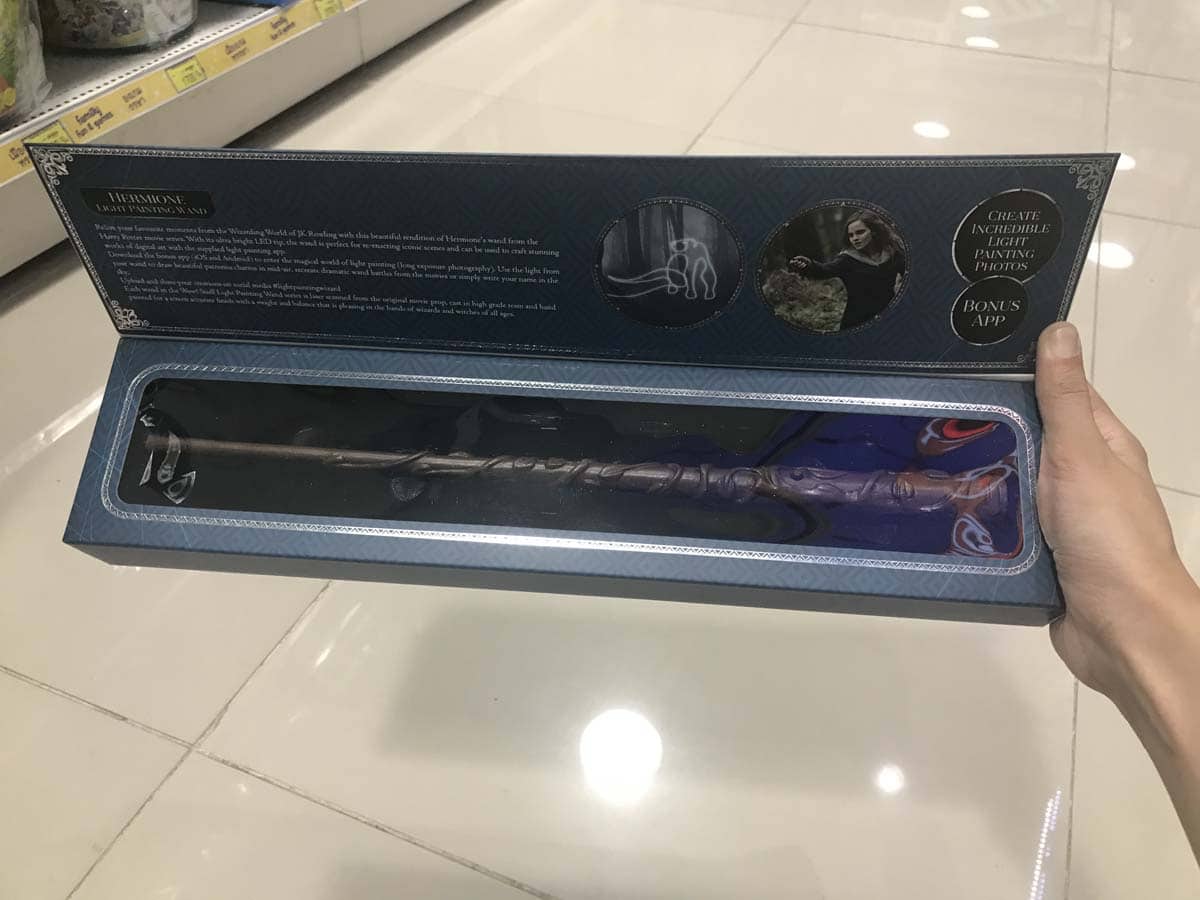 family
fun & games
family
fun & games
HERMIONE
LIGHT PAINTING WAND
Relive your favourite moments from the Wizarding World of JK Rowling with this beautiful rendition of Hermione's wand from the
Harry Potter movie series. With its ultra bright LED tip, the wand is perfect for re-enacting iconic scenes and can be used to craft stunning
works of digital art with the supplied light painting app.
Download the bonus app (iOS and Android) to enter the magical world of light painting (long exposure photography). Use the light from
your wand to draw beautiful patronus charms in mid-air, recreate dramatic wand battles from the movies or simply write your name in the
sky.
Upload and share your creations on social media #lightpaintingwizard
Each wand in the Light Painting Wand series is laser scanned from the original movie prop, cast in high grade resin and hand
painted for a screen accurate finish with a weight and balance that is pleasing in the hands of wizards and witches of all ages.
CREATE
INCREDIBLE
LIGHT
PAINTING
PHOTOS
BONUS
APP